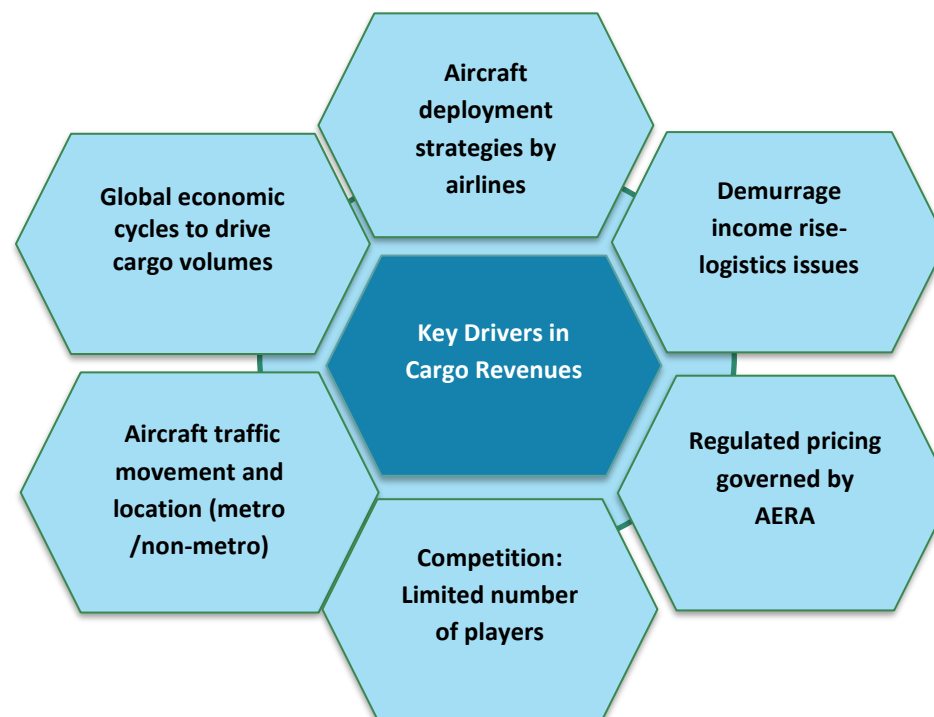 Aircraft
deployment
strategies by
airlines
Global economic
cycles to drive
cargo volumes
Demurrage
income rise-
logistics issues
Key Drivers in
Cargo Revenues
Aircraft traffic
movement and
location (metro
/non-metro)
Regulated pricing
governed by
AERA
Competition:
Limited number
of players